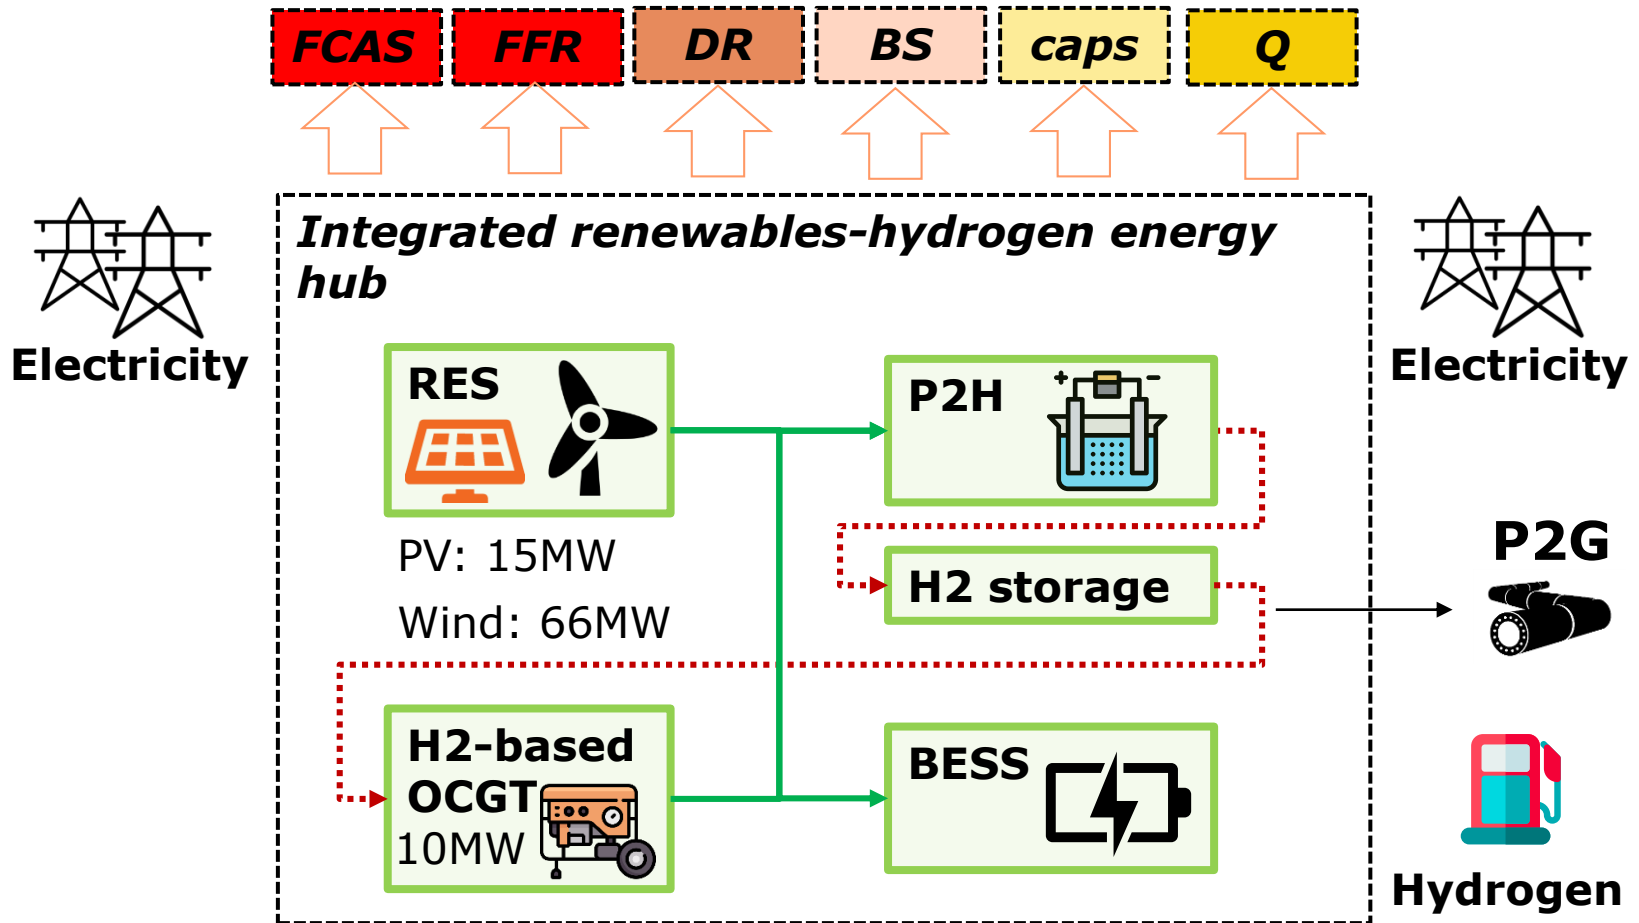 FCAS
FFR
DR
BS
caps
Q
Integrated renewables-hydrogen energy
hub
Electricity
Electricity
RES
PV: 15MW
Wind: 66MW
P2H
+
−
H2 storage
P2G
H2-based
OCGT
10MW
BESS
Hydrogen